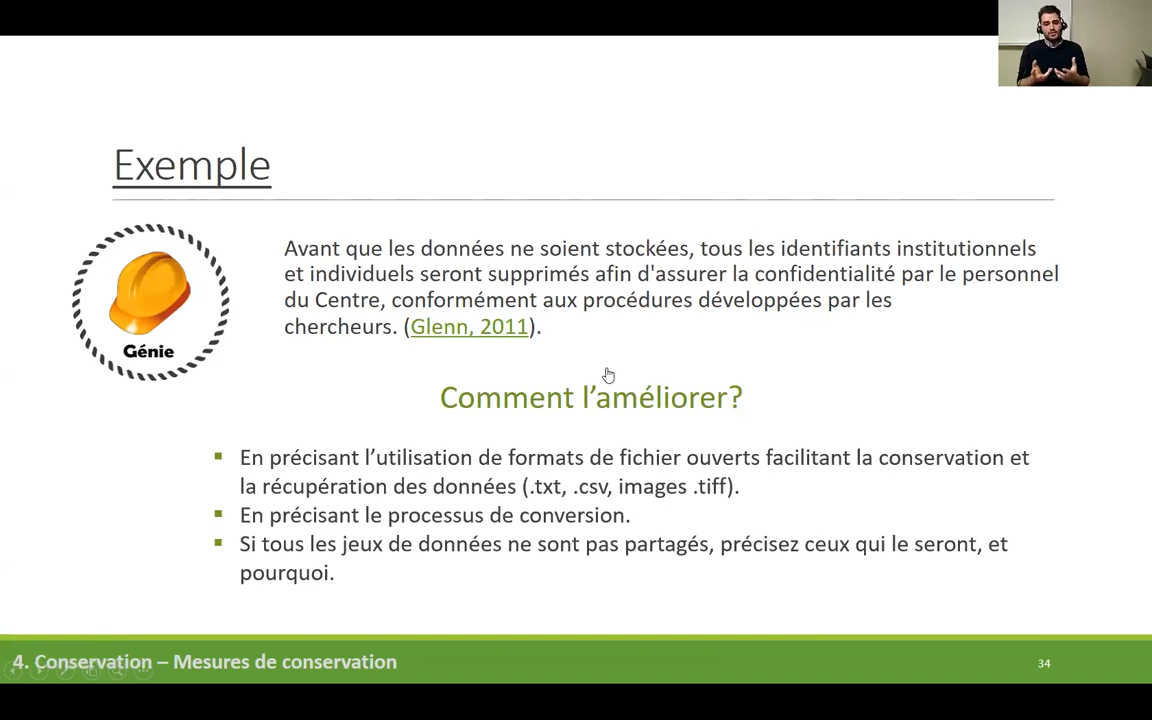 Exemple
Avant que les données ne soient stockées, tous les identifiants institutionnels
et individuels seront supprimés afin d'assurer la confidentialité par le personnel
du Centre, conformément aux procédures développées par les
chercheurs. (Glenn, 2011).
Génie
Comment l’améliorer?
▪ En précisant l’utilisation de formats de fichier ouverts facilitant la conservation et
la récupération des données (.txt, .csv, images .tiff).
▪ En précisant le processus de conversion.
▪ Si tous les jeux de données ne sont pas partagés, précisez ceux qui le seront, et
pourquoi.
4. Conservation – Mesures de conservation
34